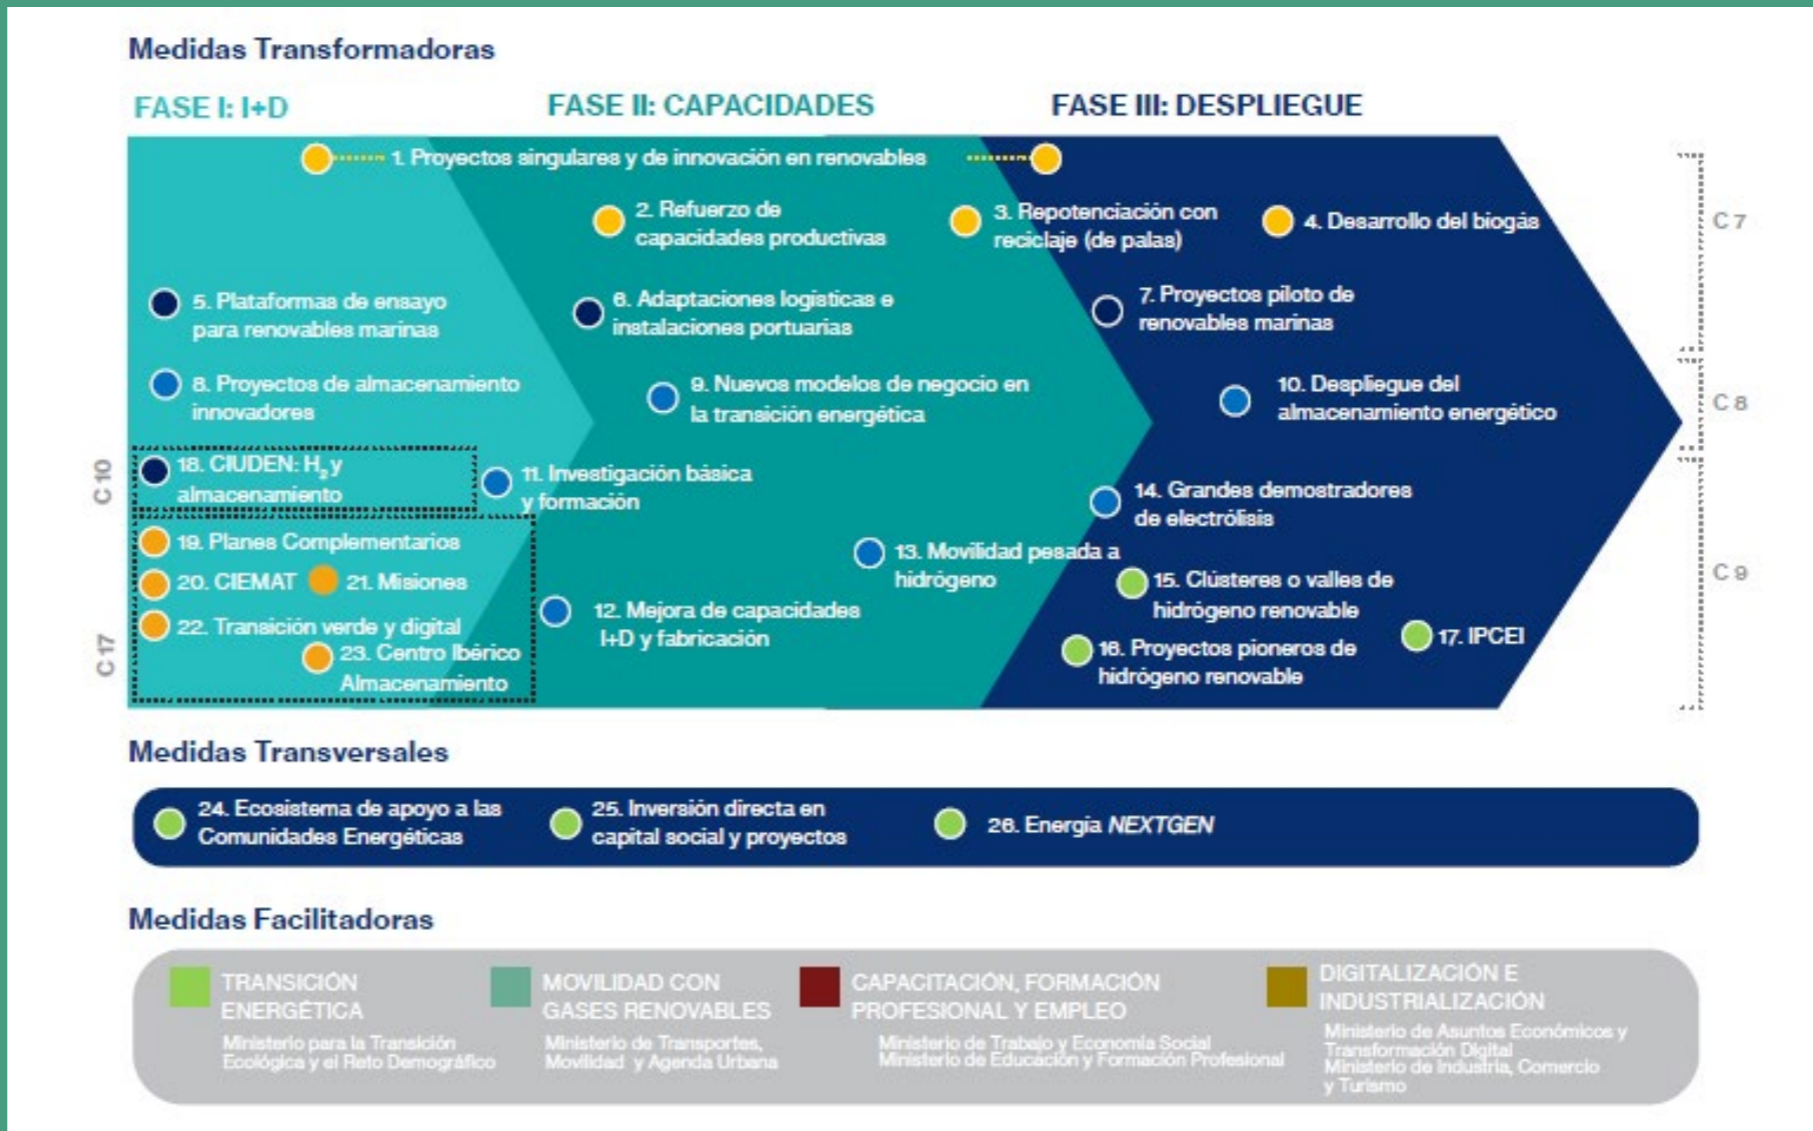 Medidas Transformadoras
FASE I: I+D
FASE II: CAPACIDADES
FASE III: DESPLIEGUE
1. Proyectos singulares y de innovación en renovables
2. Refuerzo de
capacidades productivas
3. Repotenciación con
reciclaje (de palas)
4. Desarrollo del biogás
C 7
5. Plataformas de ensayo
para renovables marinas
6. Adaptaciones logísticas e
instalaciones portuarias
7. Proyectos piloto de
renovables marinas
8. Proyectos de almacenamiento
innovadores
9. Nuevos modelos de negocio en
la transición energética
10. Despliegue del
almacenamiento energético
C 8
C 10
18. CIUDEN: H₂ y
almacenamiento
11. Investigación básica
y formación
14. Grandes demostradores
de electrólisis
19. Planes Complementarios
20. CIEMAT
21. Misiones
13. Movilidad pesada a
hidrógeno
15. Clústeres o valles de
hidrógeno renovable
C 9
C 17
22. Transición verde y digital
23. Centro Ibérico
Almacenamiento
12. Mejora de capacidades
I+D y fabricación
16. Proyectos pioneros de
hidrógeno renovable
17. IPCEI
Medidas Transversales
24. Ecosistema de apoyo a las
Comunidades Energéticas
25. Inversión directa en
capital social y proyectos
26. Energía NEXTGEN
Medidas Facilitadoras
TRANSICIÓN
ENERGÉTICA
Ministerio para la Transición
Ecológica y el Reto Demográfico
MOVILIDAD CON
GASES RENOVABLES
Ministerio de Transportes,
Movilidad y Agenda Urbana
CAPACITACIÓN, FORMACIÓN
PROFESIONAL Y EMPLEO
Ministerio de Trabajo y Economía Social
Ministerio de Educación y Formación Profesional
DIGITALIZACIÓN E
INDUSTRIALIZACIÓN
Ministerio de Asuntos Económicos y
Transformación Digital
Ministerio de Industria, Comercio
y Turismo